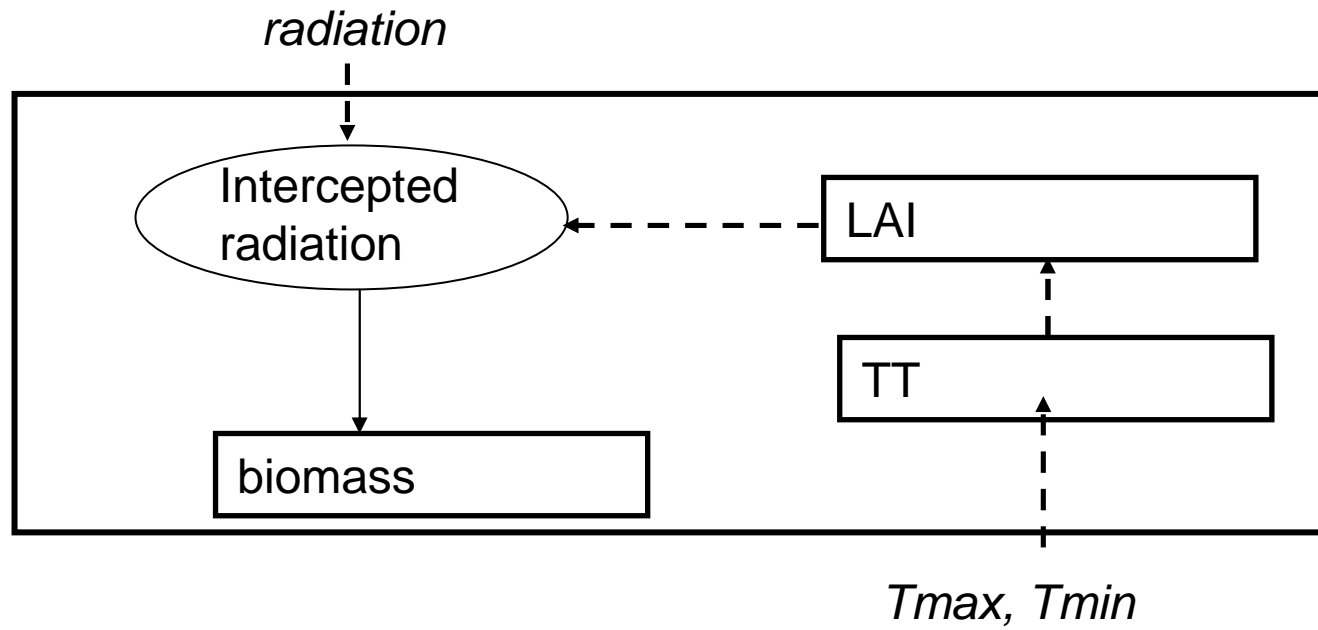 radiation
Intercepted
radiation
LAI
TT
biomass
Tmax, Tmin